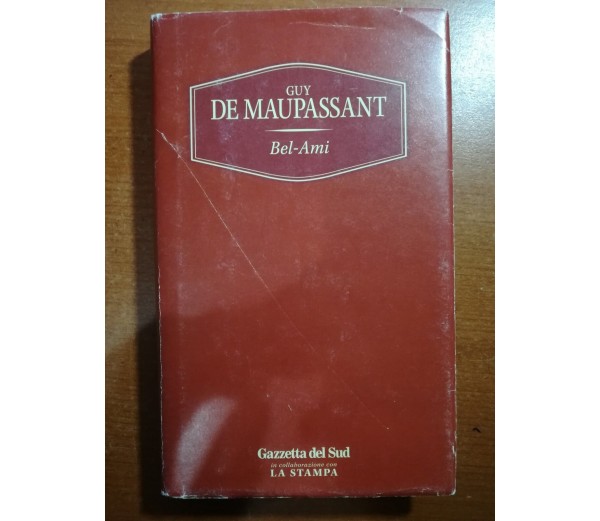 GUY
DE MAUPASSANT
Bel-Ami
Gazzetta del Sud
in collaborazione con
LA STAMPA